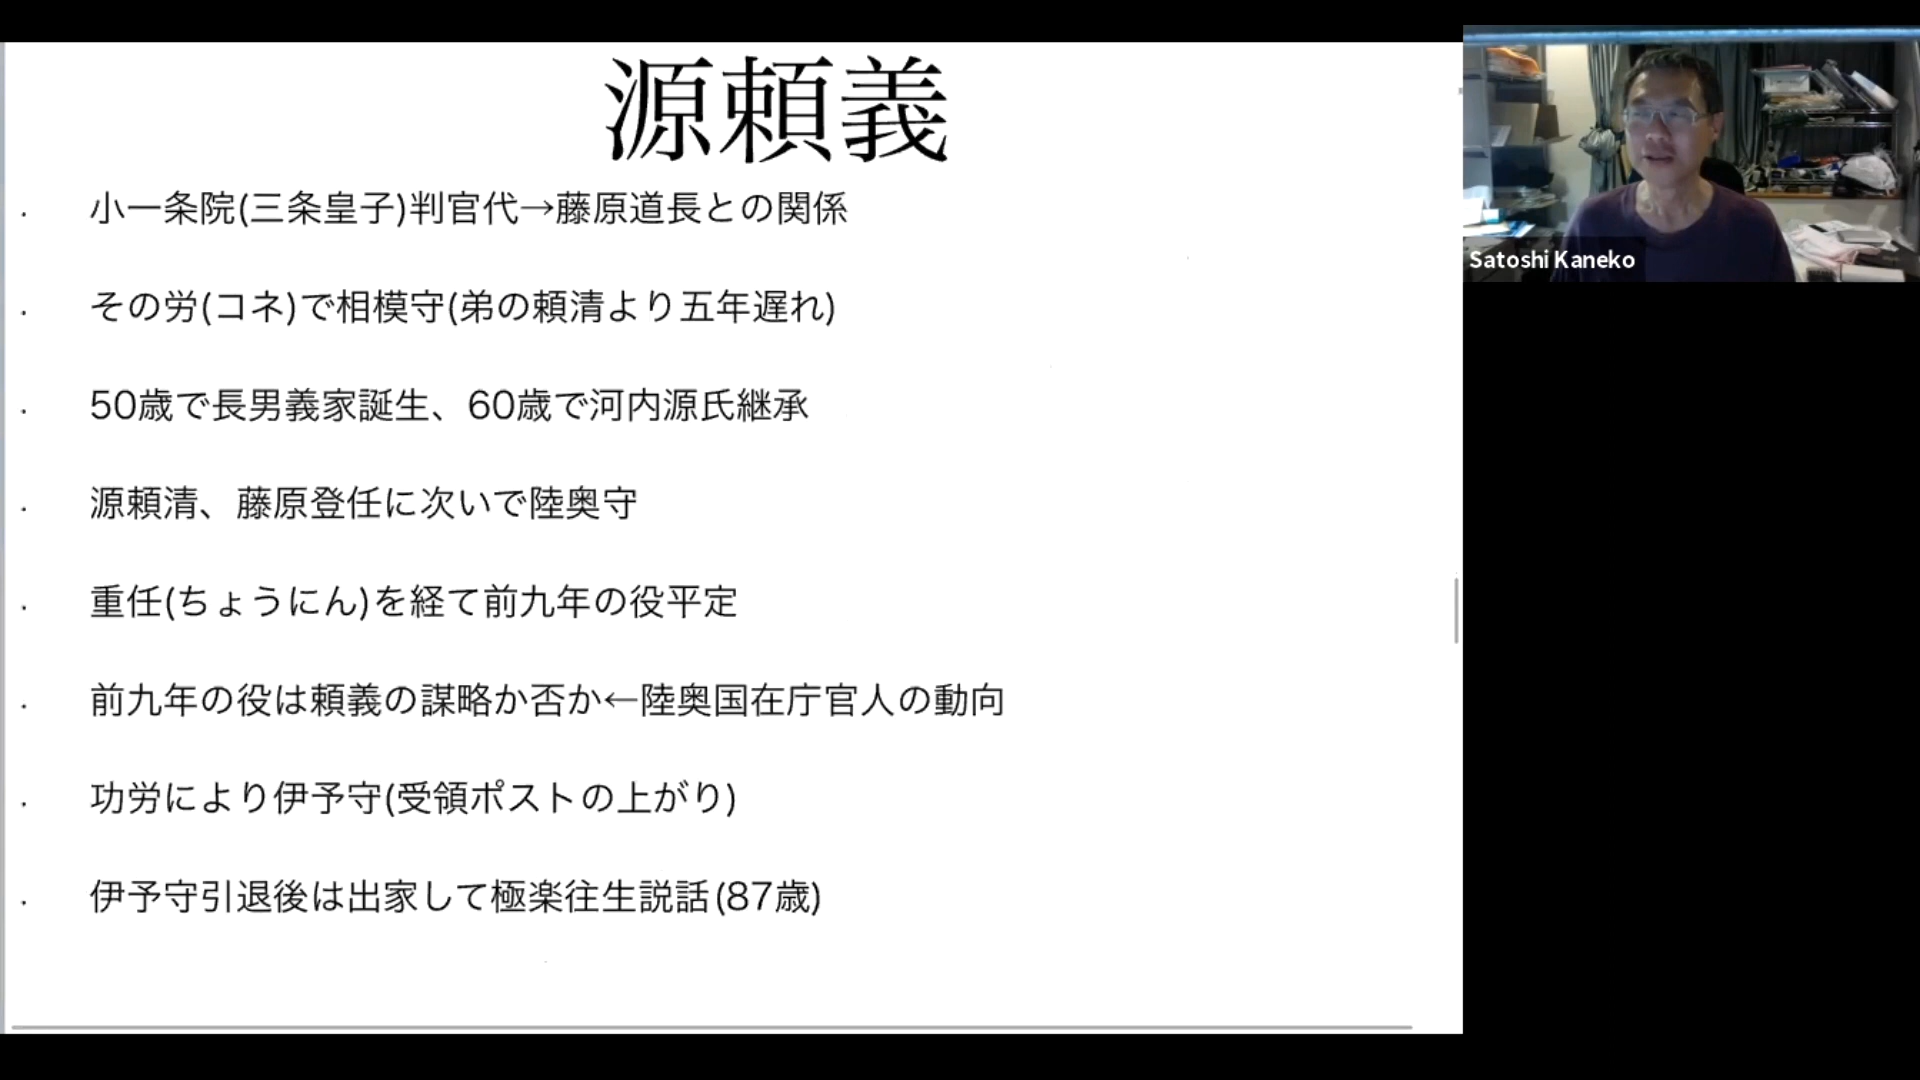 源頼義
・ 小一条院(三条皇子)判官代→藤原道長との関係
・ その労(コネ)で相模守(弟の頼清より五年遅れ)
・ 50歳で長男義家誕生、60歳で河内源氏継承
・ 源頼清、藤原登任に次いで陸奥守
・ 重任(ちょうにん)を経て前九年の役平定
・ 前九年の役は頼義の謀略か否か←陸奥国在庁官人の動向
・ 功労により伊予守(受領ポストの上がり)
・ 伊予守引退後は出家して極楽往生説話(87歳)
Satoshi Kaneko